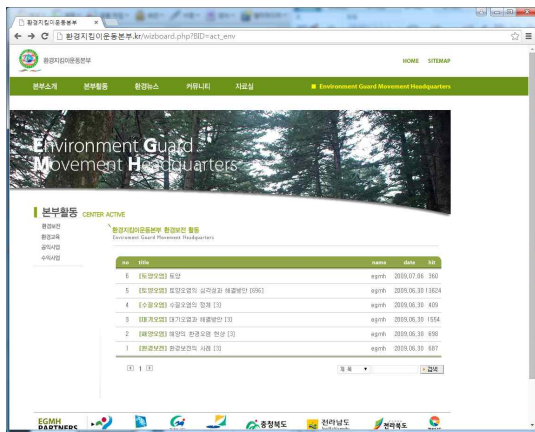 환경지킴이운동본부
환경지킴이운동본부.kr/wizboard.php?BID=act_env
환경지킴이운동본부
HOME SITEMAP
본부소개 본부활동 환경뉴스 커뮤니티 자료실
Environment Guard Movement Headquarters
Environment Guard
Movement Headquarters
본부활동 CENTER ACTIVE
환경보전
환경교육
공익사업
수익사업
환경지킴이운동본부 환경보전 활동
Enviroment Guard Movement Headquarters
no title name date hit
6 [토양오염] 토양 egmh 2009,07,06 360
5 [토양오염] 토양오염의 심각성과 해결방안 [696] egmh 2009,06,30 13624
4 [수질오염] 수질오염의 정체 [3] egmh 2009,06,30 409
3 [대기오염] 대기오염과 해결방안 [3] egmh 2009,06,30 1554
2 [해양오염] 해양의 환경오염 현상 [3] egmh 2009,06,30 698
1 [환경보전] 환경보전의 사례 [3] egmh 2009,06,30 687
1
제 목
검색
EGMH
PARTNERS
충청북도
전라남도
전라북도